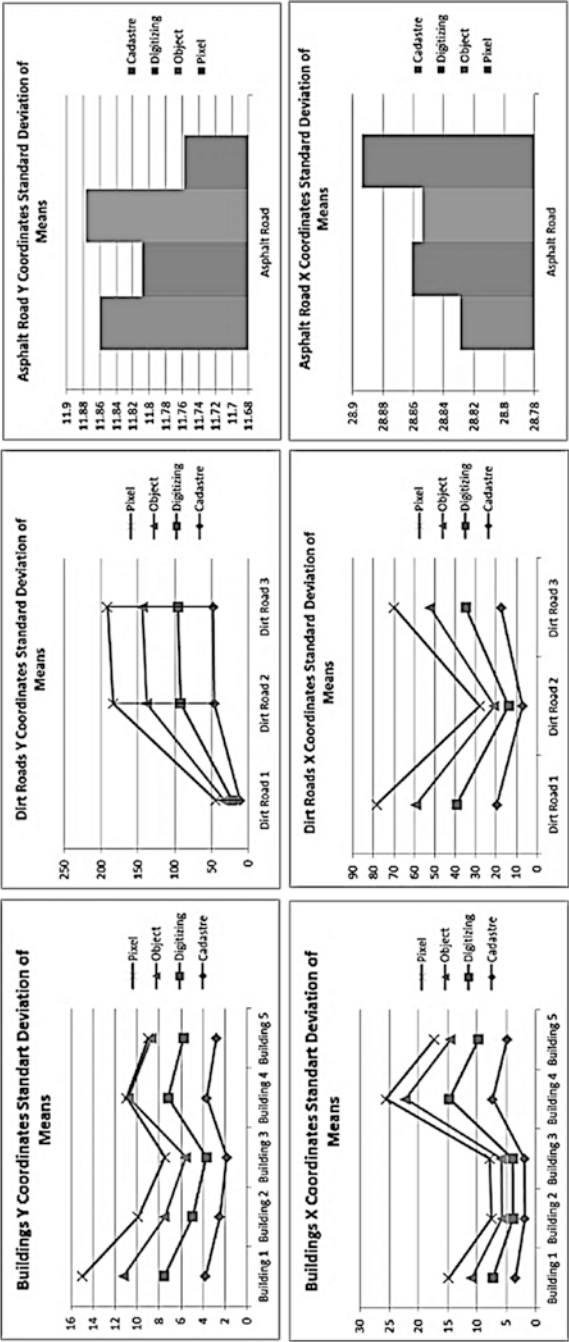 Buildings Y Coordinates Standart Deviation of
Means
16
14
12
10
8
6
4
2
0
Building 1 Building 2 Building 3 Building 4 Building 5
Pixel
Object
Digitizing
Cadastre
Dirt Roads Y Coordinates Standard Deviation of
Means
250
200
150
100
50
0
Dirt Road 1 Dirt Road 2 Dirt Road 3
Pixel
Object
Digitizing
Cadastre
Asphalt Road Y Coordinates Standard Deviation of
Means
11.9
11.88
11.86
11.84
11.82
11.8
11.78
11.76
11.74
11.72
11.7
11.68
Asphalt Road
Cadastre
Digitizing
Object
Pixel
Buildings X Coordinates Standart Deviation of
Means
30
25
20
15
10
5
0
Building 1 Building 2 Building 3 Building 4 Building 5
Pixel
Object
Digitizing
Cadastre
Dirt Roads X Coordinates Standard Deviation of
Means
90
80
70
60
50
40
30
20
10
0
Dirt Road 1 Dirt Road 2 Dirt Road 3
Pixel
Object
Digitizing
Cadastre
Asphalt Road X Coordinates Standard Deviation of
Means
28.9
28.88
28.86
28.84
28.82
28.8
28.78
Asphalt Road
Cadastre
Digitizing
Object
Pixel